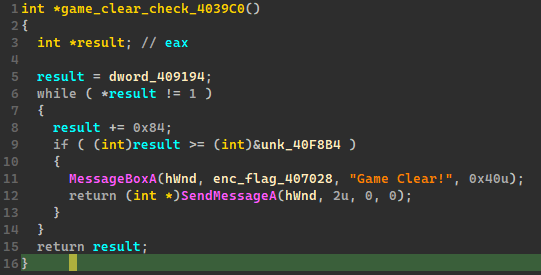 1 int *game_clear_check_4039C0()
2 {
3   int *result; // eax
4
5   result = dword_409194;
6   while ( *result != 1 )
7   {
8     result += 0x84;
9     if ( (int)result >= (int)&unk_40F8B4 )
10     {
11       MessageBoxA(hWnd, enc_flag_407028, "Game Clear!", 0x40u);
12       return (int *)SendMessageA(hWnd, 2u, 0, 0);
13     }
14   }
15   return result;
16 }